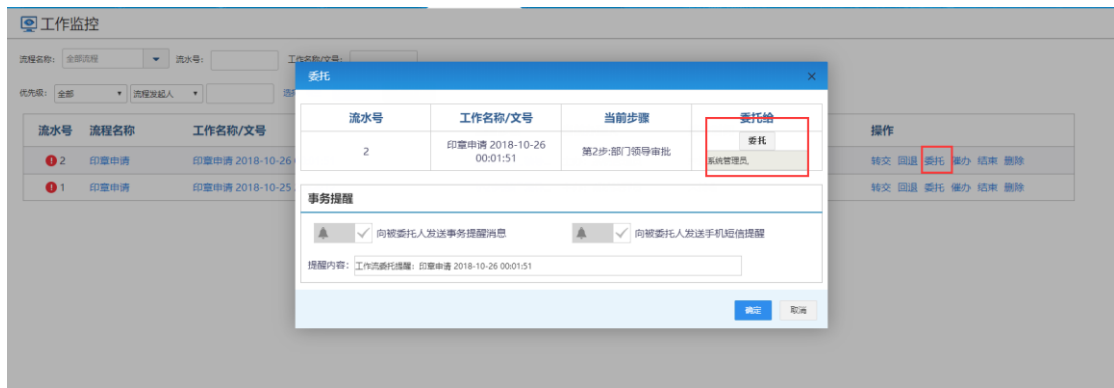 工作监控
流程名称: 全部流程 流水号: 工作名称/文号:
优先级: 全部 流程发起人
流水号 流程名称 工作名称/文号 操作
2 印章申请 印章申请 2018-10-26 转交 回退 委托 催办 结束 删除
1 印章申请 印章申请 2018-10-25 转交 回退 委托 催办 结束 删除
委托
流水号 工作名称/文号 当前步骤 委托给
2 印章申请 2018-10-26 00:01:51 第2步:部门领导审批 委托
系统管理员,
事务提醒
向被委托人发送事务提醒消息 向被委托人发送手机短信提醒
提醒内容: 工作流委托提醒: 印章申请 2018-10-26 00:01:51
确定 取消